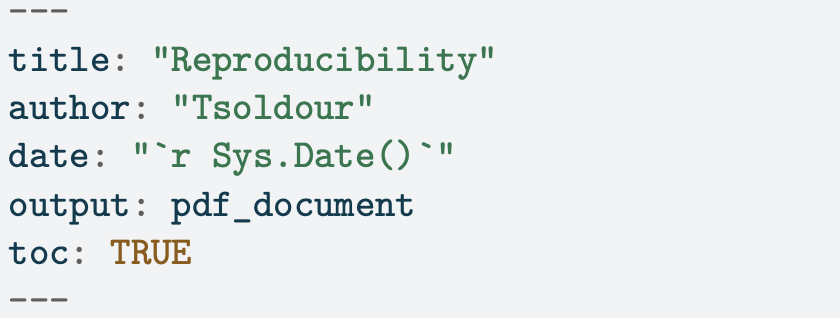 ---
title: "Reproducibility"
author: "Tsoldour"
date: "`r Sys.Date()`"
output: pdf_document
toc: TRUE
---